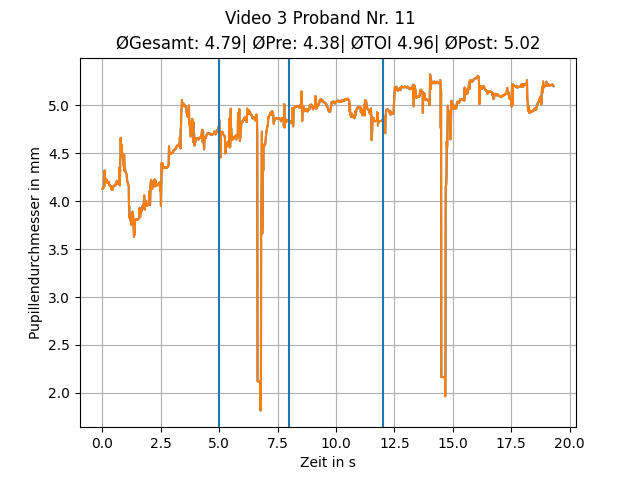 Video 3 Proband Nr. 11
ØGesamt: 4.79| ØPre: 4.38| ØTOI 4.96| ØPost: 5.02
Pupillendurchmesser in mm
5.0
4.5
4.0
3.5
3.0
2.5
2.0
0.0 2.5 5.0 7.5 10.0 12.5 15.0 17.5 20.0
Zeit in s